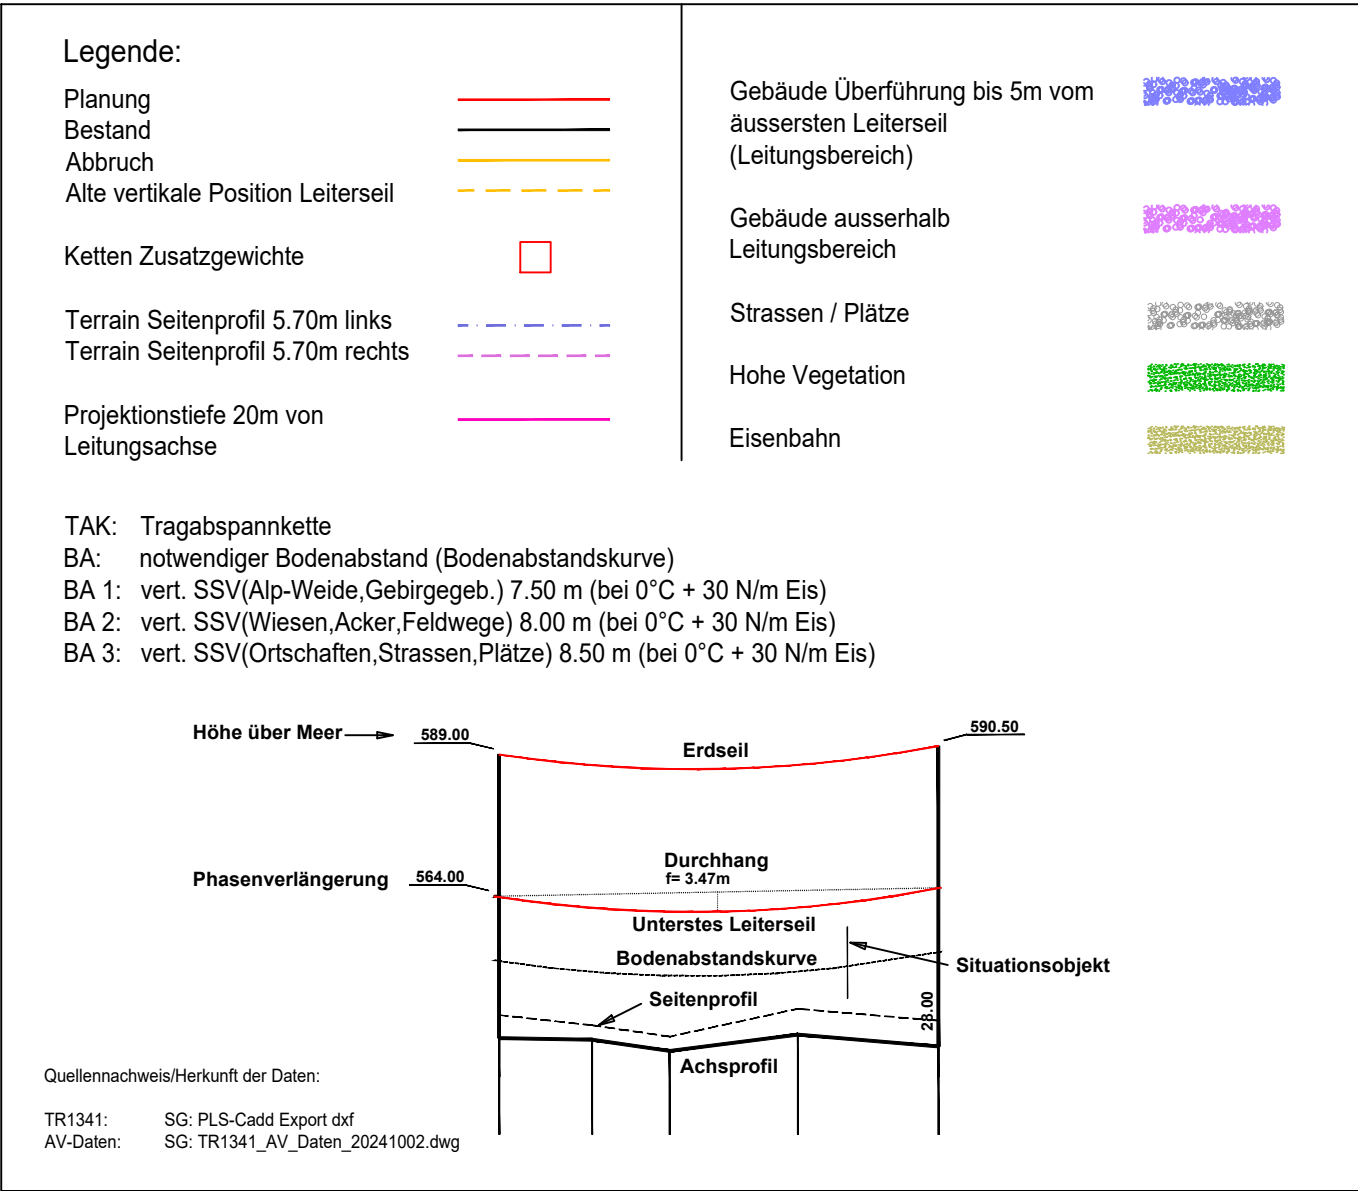 Legende:
Planung
Bestand
Abbruch
Alte vertikale Position Leiterseil
Ketten Zusatzgewichte
Terrain Seitenprofil 5.70m links
Terrain Seitenprofil 5.70m rechts
Projektionstiefe 20m von
Leitungsachse
Gebäude Überführung bis 5m vom
äussersten Leiterseil
(Leitungsbereich)
Gebäude ausserhalb
Leitungsbereich
Strassen / Plätze
Hohe Vegetation
Eisenbahn
TAK: Tragabspannkette
BA: notwendiger Bodenabstand (Bodenabstandskurve)
BA 1: vert. SSV(Alp-Weide,Gebirgegeb.) 7.50 m (bei 0°C + 30 N/m Eis)
BA 2: vert. SSV(Wiesen,Acker,Feldwege) 8.00 m (bei 0°C + 30 N/m Eis)
BA 3: vert. SSV(Ortschaften,Strassen,Plätze) 8.50 m (bei 0°C + 30 N/m Eis)
Höhe über Meer
589.00
590.50
Erdseil
Durchhang
f= 3.47m
Phasenverlängerung
564.00
Unterstes Leiterseil
Bodenabstandskurve
Situationsobjekt
Seitenprofil
28.00
Achsprofil
Quellennachweis/Herkunft der Daten:
TR1341: SG: PLS-Cadd Export dxf
AV-Daten: SG: TR1341_AV_Daten_20241002.dwg